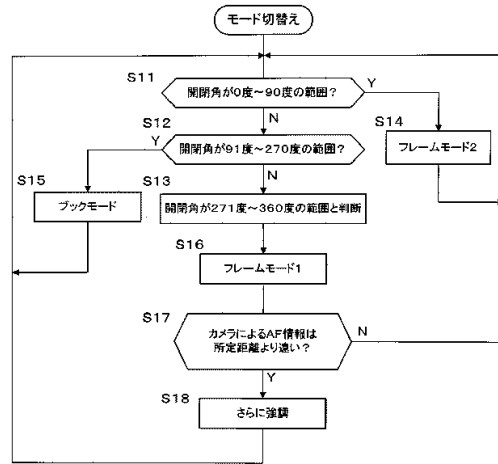 モード切替え
S11
開閉角が0度～90度の範囲?
Y
N
S12
開閉角が91度～270度の範囲?
Y
N
S14
フレームモード2
S15
ブックモード
S13
開閉角が271度～360度の範囲と判断
S16
フレームモード1
S17
カメラによるAF情報は
所定距離より遠い?
N
Y
S18
さらに強調